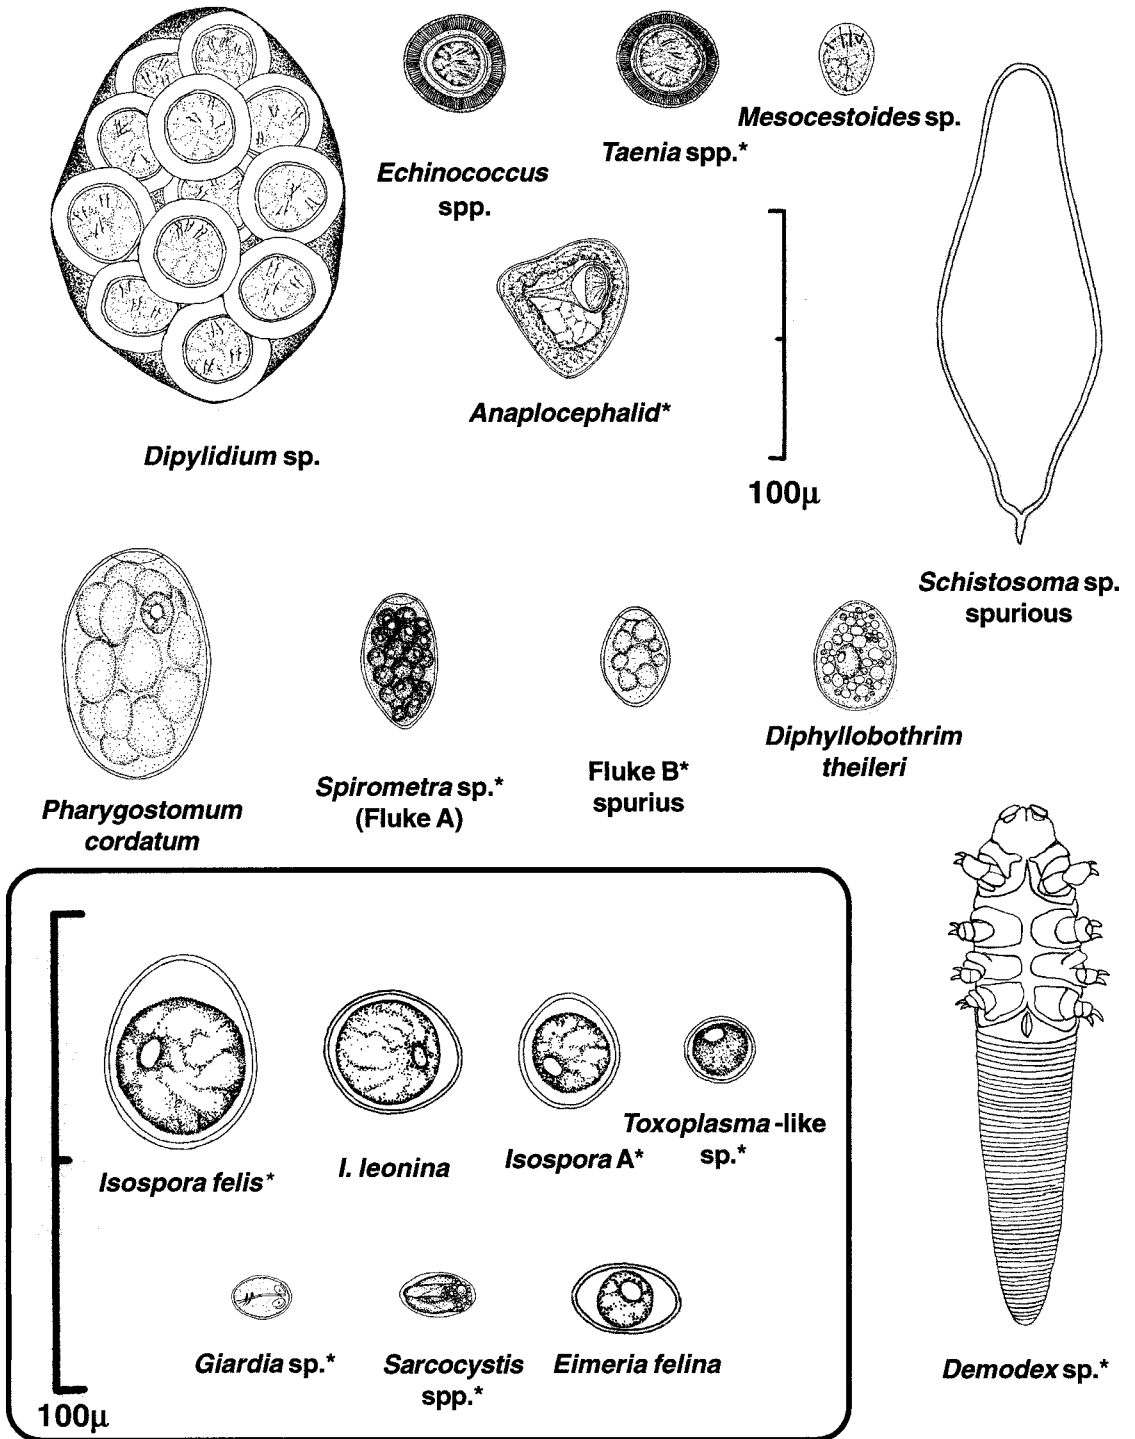 Echinococcus
spp.
Taenia spp.*
Mesocestoides sp.
Anaplocephalid*
Dipylidium sp.
100µ
Schistosoma sp.
spurious
Pharygostomum
cordatum
Spirometra sp.*
(Fluke A)
Fluke B*
spurius
Diphyllobothrim
theileri
Isospora felis*
I. leonina
Isospora A*
Toxoplasma-like
sp.*
Giardia sp.*
Sarcocystis
spp.*
Eimeria felina
100µ
Demodex sp.*